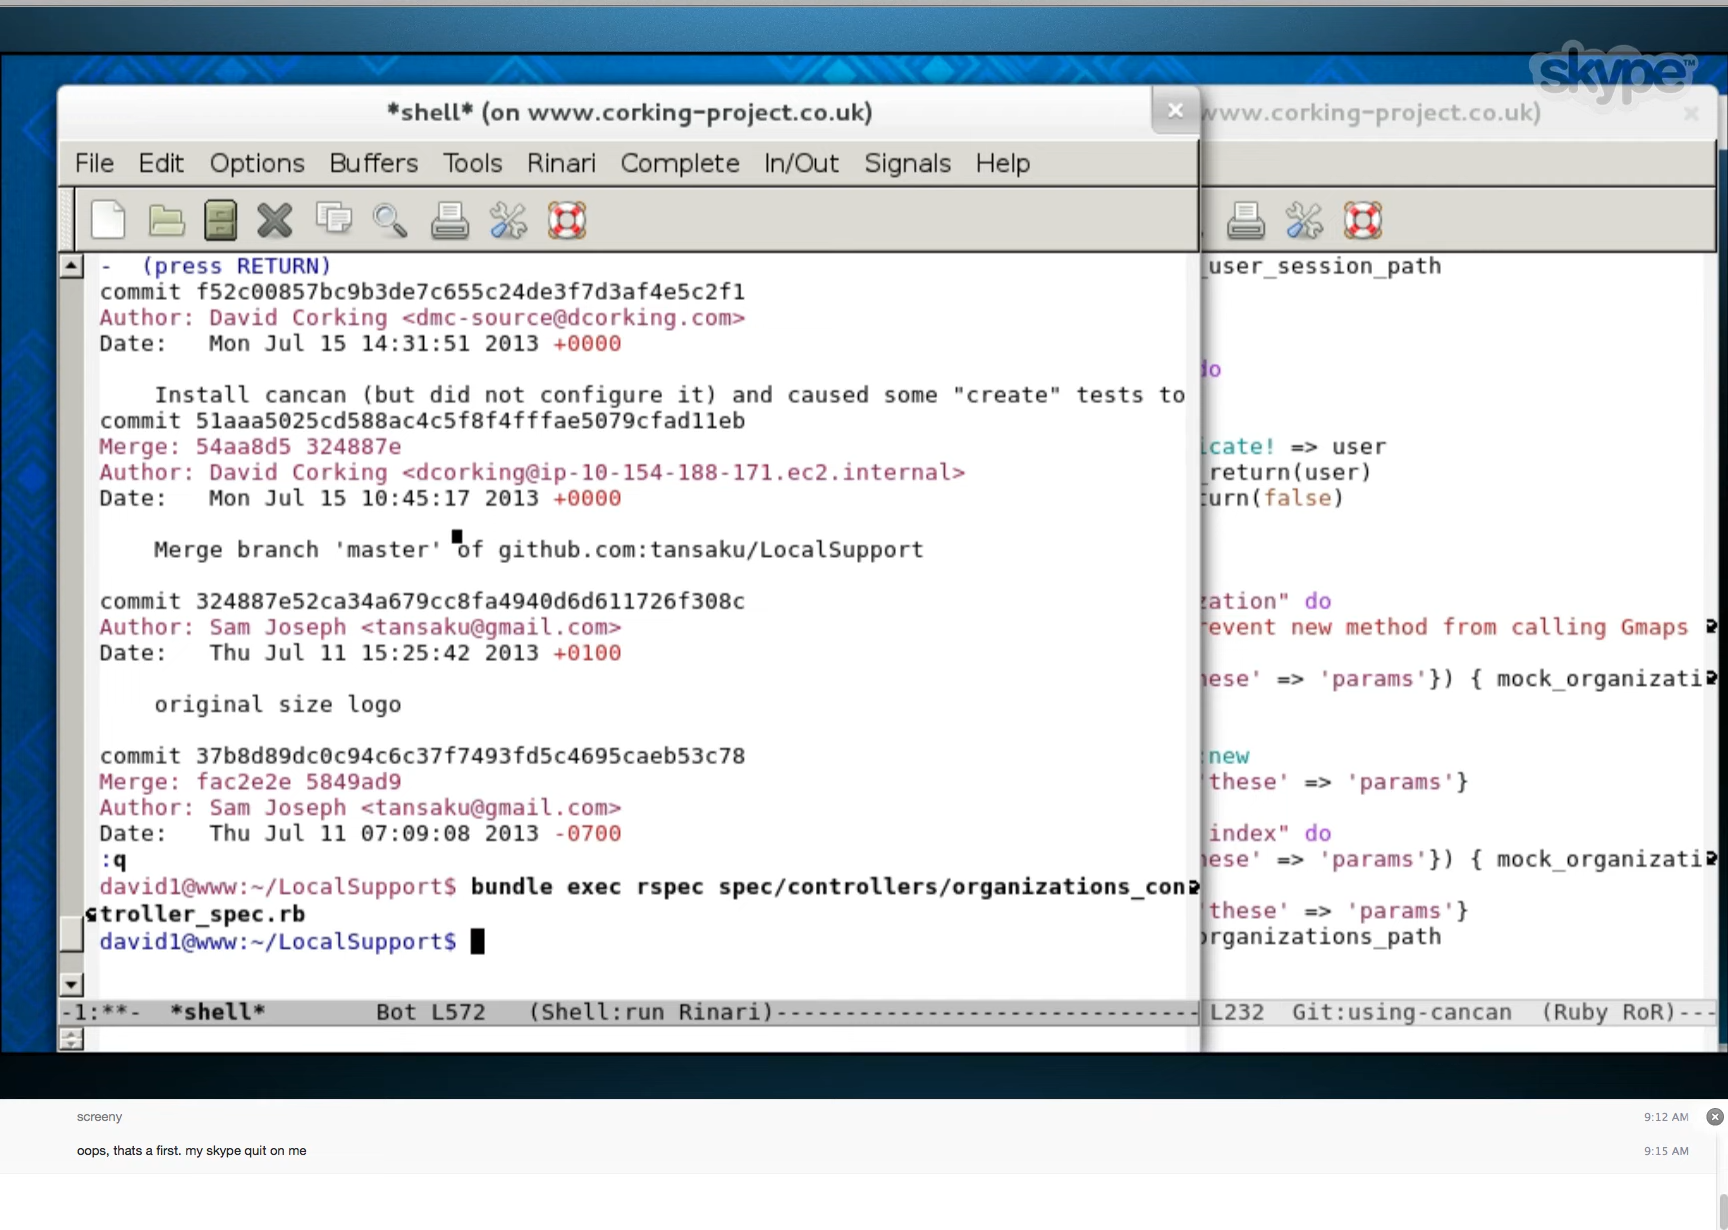 skype™
*shell* (on www.corking-project.co.uk)
www.corking-project.co.uk)
File Edit Options Buffers Tools Rinari Complete In/Out Signals Help
- (press RETURN)
commit f52c00857bc9b3de7c655c24de3f7d3af4e5c2f1
Author: David Corking <dmc-source@dcorking.com>
Date: Mon Jul 15 14:31:51 2013 +0000
Install cancan (but did not configure it) and caused some "create" tests to
commit 51aaa5025cd588ac4c5f8f4fffae5079cfad11eb
Merge: 54aa8d5 324887e
Author: David Corking <dcorking@ip-10-154-188-171.ec2.internal>
Date: Mon Jul 15 10:45:17 2013 +0000
Merge branch 'master' of github.com:tansaku/LocalSupport
commit 324887e52ca34a679cc8fa4940d6d611726f308c
Author: Sam Joseph <tansaku@gmail.com>
Date: Thu Jul 11 15:25:42 2013 +0100
original size logo
commit 37b8d89dc0c94c6c37f7493fd5c4695caeb53c78
Merge: fac2e2e 5849ad9
Author: Sam Joseph <tansaku@gmail.com>
Date: Thu Jul 11 07:09:08 2013 -0700
:q
david1@www:~/LocalSupport$ bundle exec rspec spec/controllers/organizations_con
troller_spec.rb
david1@www:~/LocalSupport$
-1:**- *shell* Bot L572 (Shell:run Rinari)-------------------------------
_user_session_path
do
icate! => user
_return(user)
turn(false)
zation" do
revent new method from calling Gmaps
hese' => 'params'}) { mock_organizati
:new
'these' => 'params'}
index" do
hese' => 'params'}) { mock_organizati
'these' => 'params'}
organizations_path
L232 Git:using-cancan (Ruby RoR)---
screeny 9:12 AM
oops, thats a first. my skype quit on me 9:15 AM